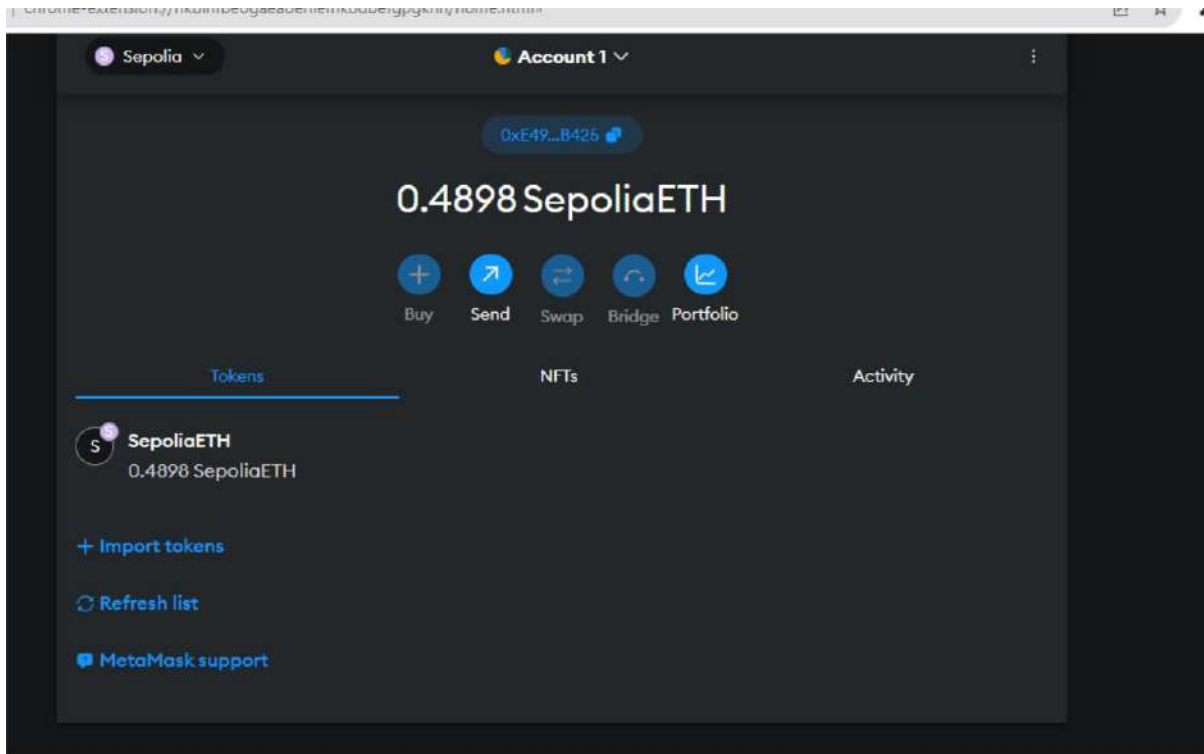 Sepolia
Account 1
0xE49...B425
0.4898 SepoliaETH
Buy Send Swap Bridge Portfolio
Tokens NFTs Activity
S
S SepoliaETH
0.4898 SepoliaETH
+ Import tokens
Refresh list
MetaMask support